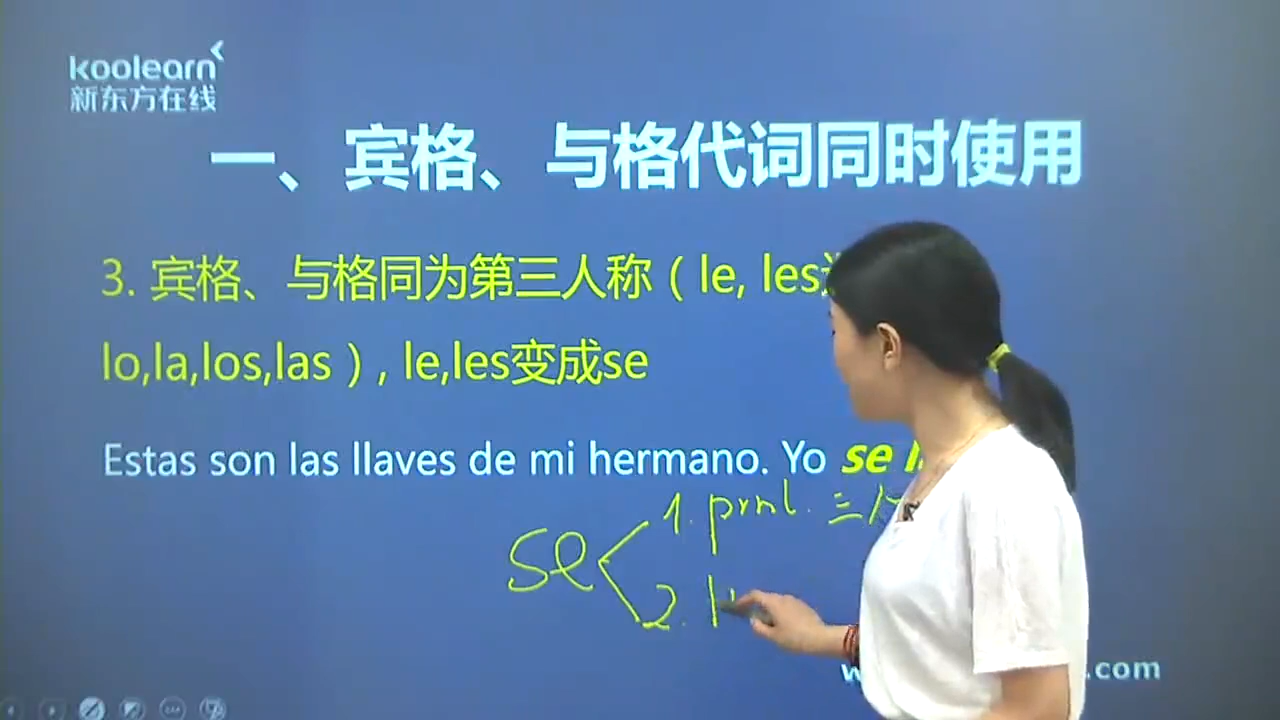 koolearn
新东方在线
一、宾格、与格代词同时使用
3. 宾格、与格同为第三人称（le, les
lo,la,los,las）, le,les变成se
Estas son las llaves de mi hermano. Yo se
1. prnl. 三人
se
2.
.com